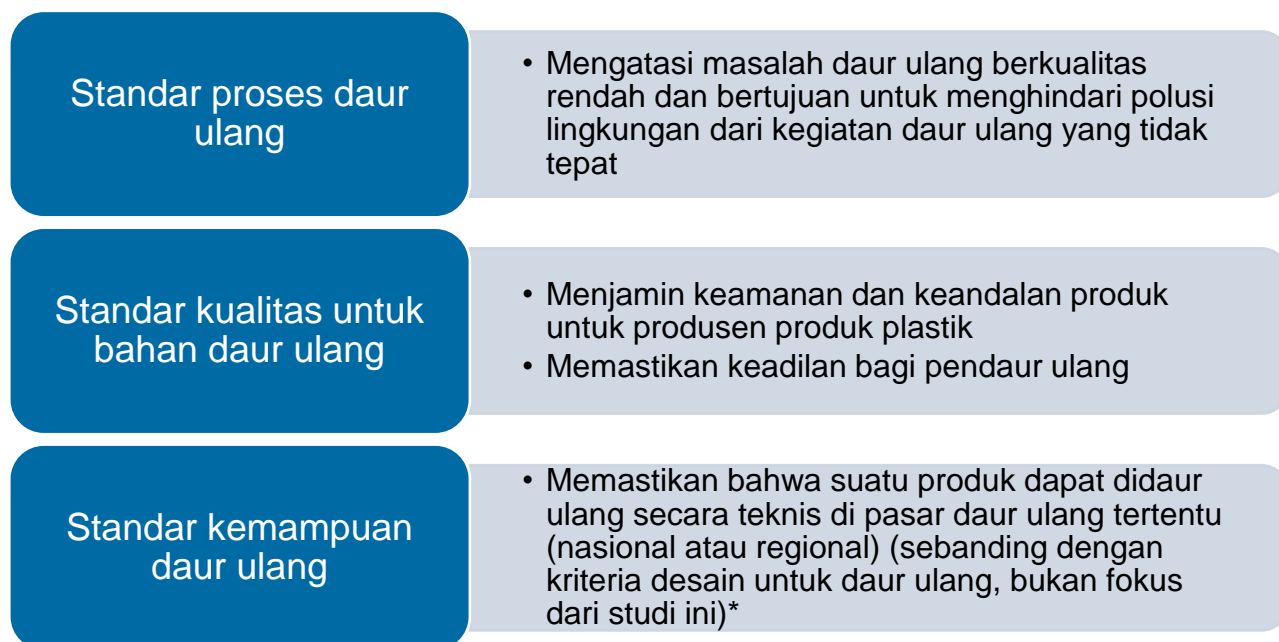 Standar proses daur
ulang
• Mengatasi masalah daur ulang berkualitas
rendah dan bertujuan untuk menghindari polusi
lingkungan dari kegiatan daur ulang yang tidak
tepat
Standar kualitas untuk
bahan daur ulang
• Menjamin keamanan dan keandalan produk
untuk produsen produk plastik
• Memastikan keadilan bagi pendaur ulang
Standar kemampuan
daur ulang
• Memastikan bahwa suatu produk dapat didaur
ulang secara teknis di pasar daur ulang tertentu
(nasional atau regional) (sebanding dengan
kriteria desain untuk daur ulang, bukan fokus
dari studi ini)*